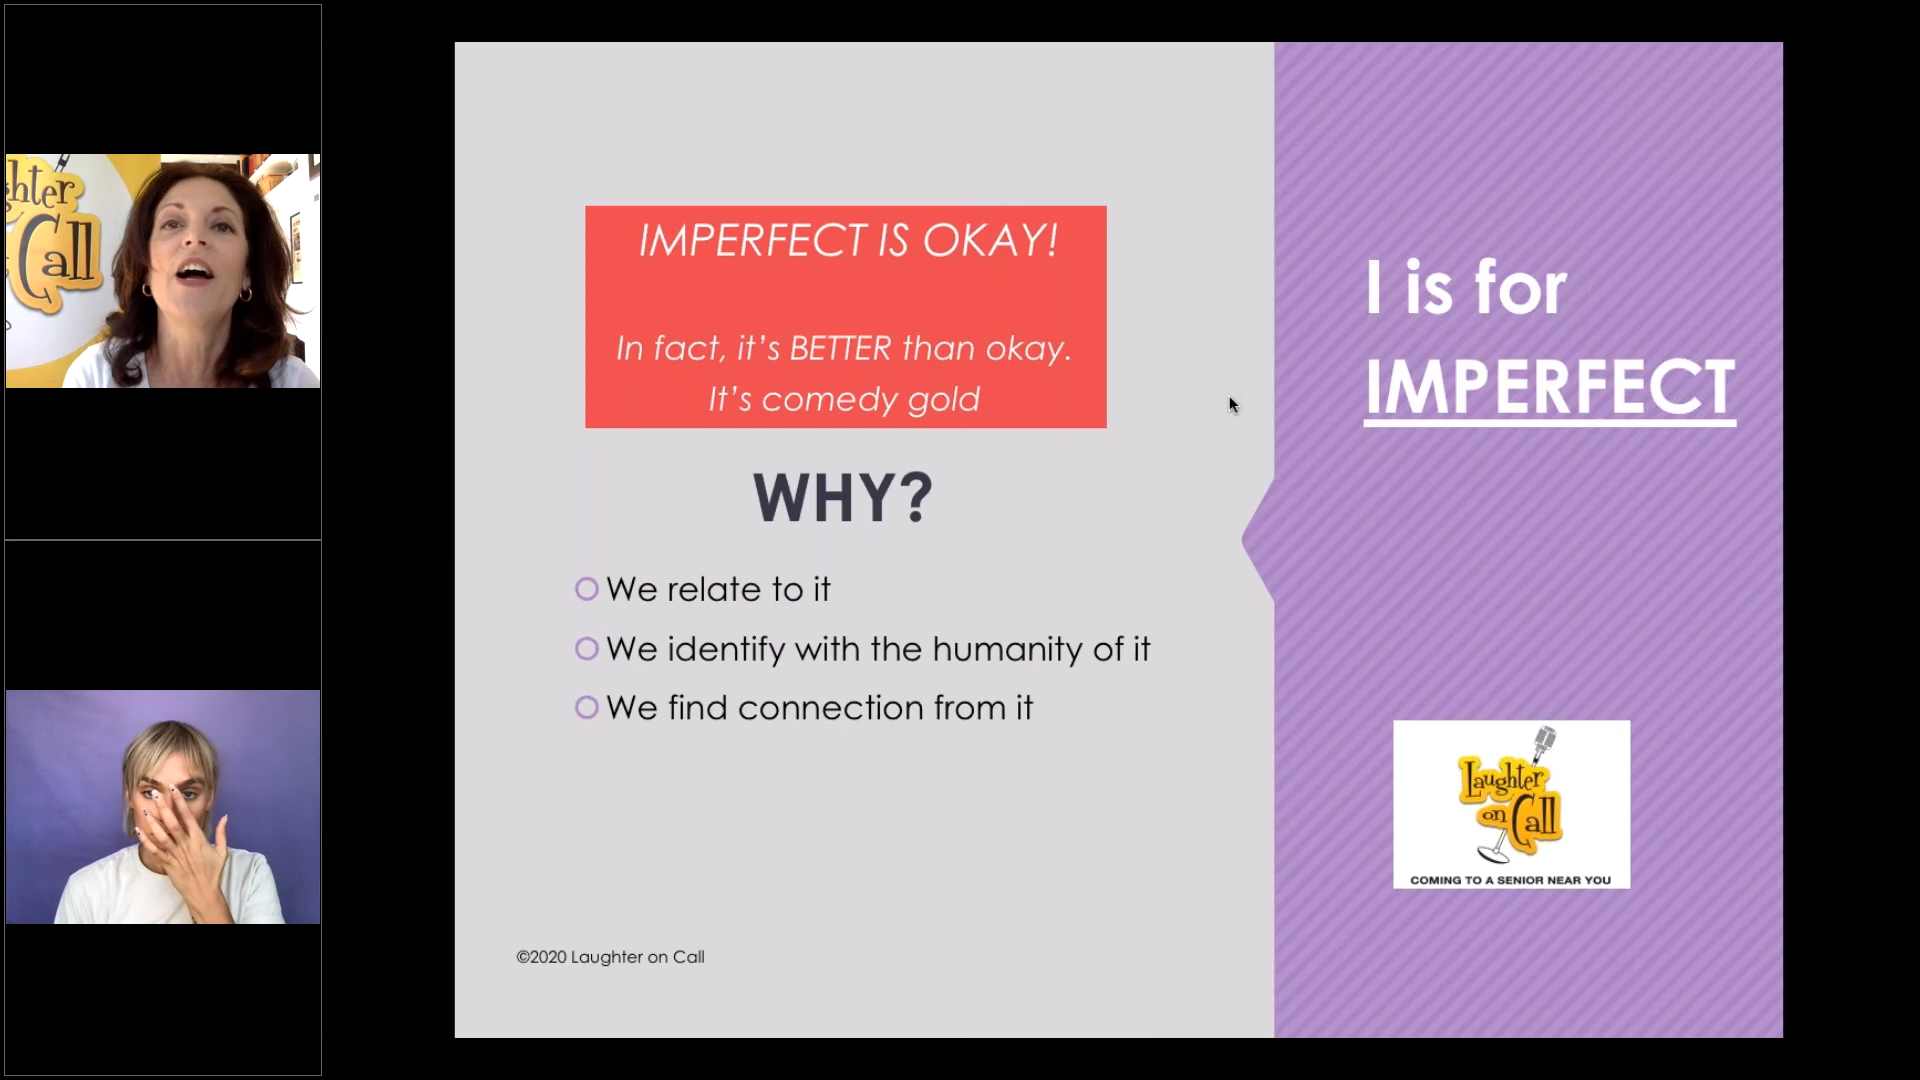 ghter
Call
IMPERFECT IS OKAY!
In fact, it's BETTER than okay.
It's comedy gold
WHY?
We relate to it
We identify with the humanity of it
We find connection from it
©2020 Laughter on Call
I is for
IMPERFECT
Laughter
on Call
COMING TO A SENIOR NEAR YOU